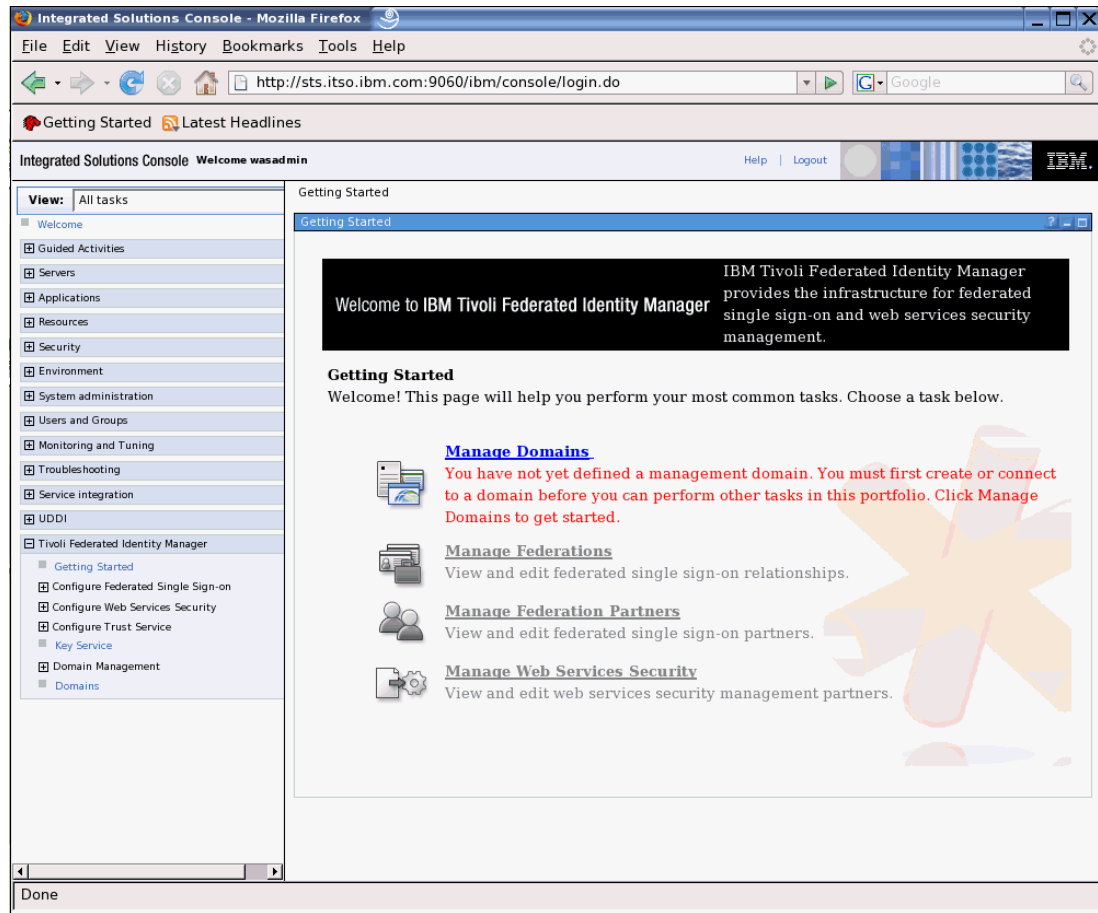 Integrated Solutions Console - Mozilla Firefox
File Edit View History Bookmarks Tools Help
http://sts.itso.ibm.com:9060/ibm/console/login.do
G Google
Getting Started Latest Headlines
Integrated Solutions Console Welcome wasadmin
Help | Logout
IBM.
View: All tasks
Welcome
Guided Activities
Servers
Applications
Resources
Security
Environment
System administration
Users and Groups
Monitoring and Tuning
Troubleshooting
Service integration
UDDI
Tivoli Federated Identity Manager
Getting Started
Configure Federated Single Sign-on
Configure Web Services Security
Configure Trust Service
Key Service
Domain Management
Domains
Getting Started
Getting Started
?
Welcome to IBM Tivoli Federated Identity Manager
IBM Tivoli Federated Identity Manager
provides the infrastructure for federated
single sign-on and web services security
management.
Getting Started
Welcome! This page will help you perform your most common tasks. Choose a task below.
Manage Domains
You have not yet defined a management domain. You must first create or connect
to a domain before you can perform other tasks in this portfolio. Click Manage
Domains to get started.
Manage Federations
View and edit federated single sign-on relationships.
Manage Federation Partners
View and edit federated single sign-on partners.
Manage Web Services Security
View and edit web services security management partners.
Done